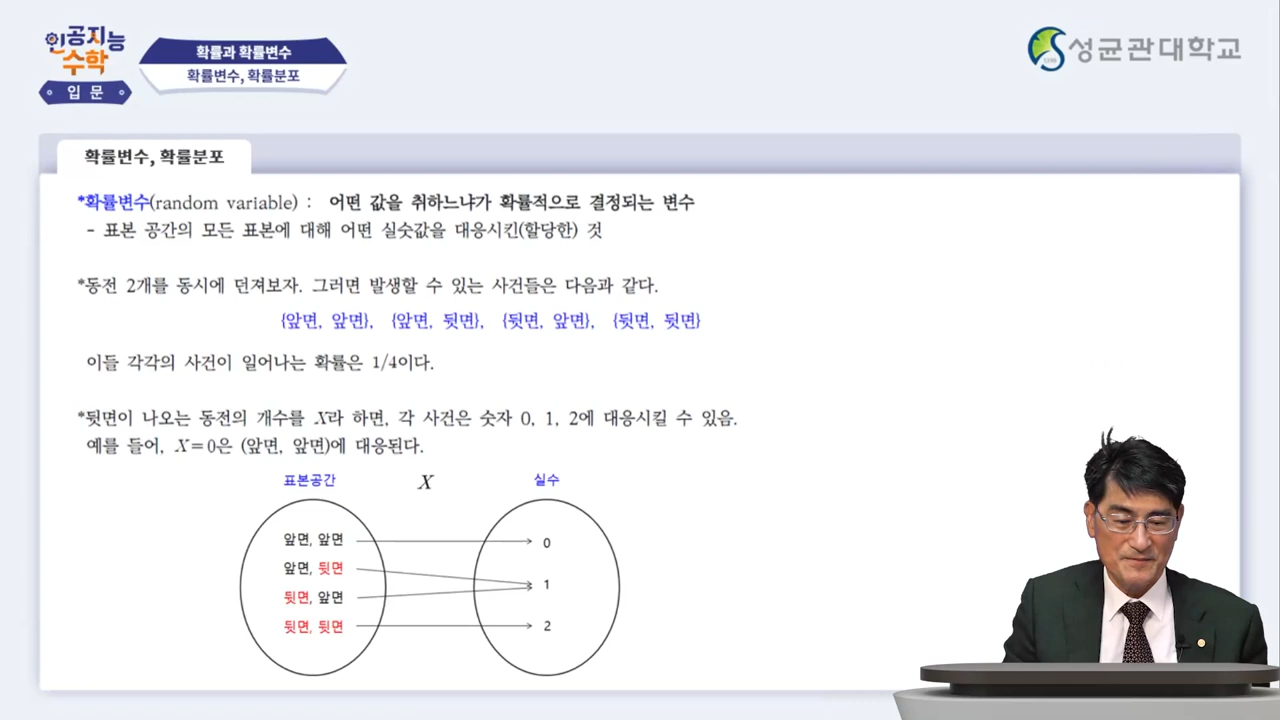 인공지능
수학
입문
확률과 확률변수
확률변수, 확률분포
성균관대학교
확률변수, 확률분포
*확률변수(random variable) : 어떤 값을 취하느냐가 확률적으로 결정되는 변수
- 표본 공간의 모든 표본에 대해 어떤 실숫값을 대응시킨(할당한) 것
*동전 2개를 동시에 던져보자. 그러면 발생할 수 있는 사건들은 다음과 같다.
{앞면, 앞면}, {앞면, 뒷면}, {뒷면, 앞면}, {뒷면, 뒷면}
이들 각각의 사건이 일어나는 확률은 1/4이다.
*뒷면이 나오는 동전의 개수를 X라 하면, 각 사건은 숫자 0, 1, 2에 대응시킬 수 있음.
예를 들어, X=0은 (앞면, 앞면)에 대응된다.
표본공간 X 실수
앞면, 앞면 0
앞면, 뒷면
뒷면, 앞면 1
뒷면, 뒷면 2